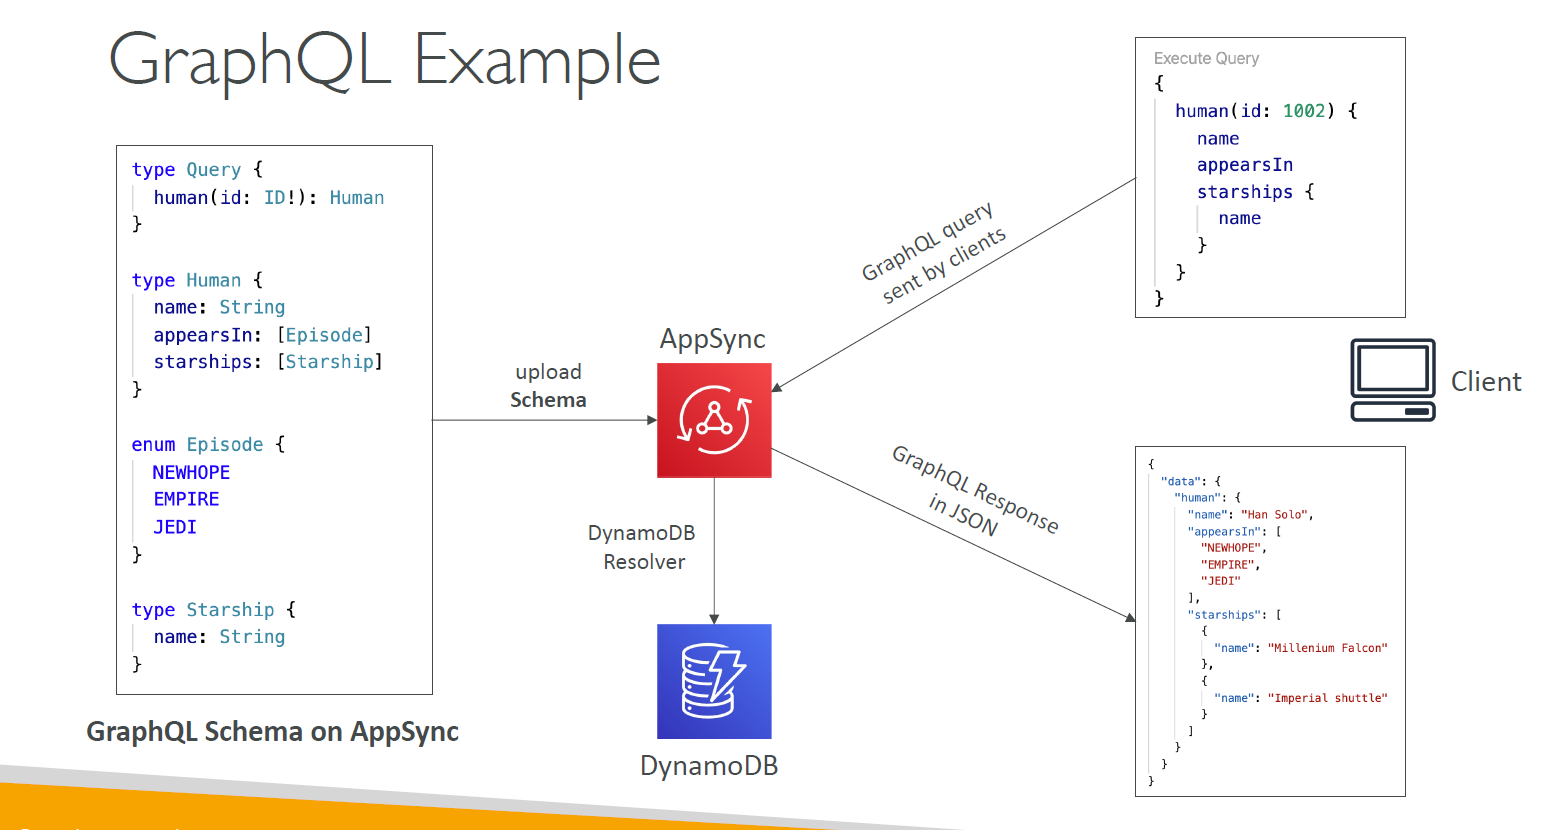 GraphQL Example
type Query {
human(id: ID!): Human
}
type Human {
name: String
appearsIn: [Episode]
starships: [Starship]
}
enum Episode {
NEWHOPE
EMPIRE
JEDI
}
type Starship {
name: String
}
GraphQL Schema on AppSync
upload
Schema
AppSync
DynamoDB
Resolver
DynamoDB
GraphQL query
sent by clients
GraphQL Response
in JSON
Execute Query
{
human(id: 1002) {
name
appearsIn
starships {
name
}
}
}
Client
{
"data": {
"human": {
"name": "Han Solo",
"appearsIn": [
"NEWHOPE",
"EMPIRE",
"JEDI"
],
"starships": [
{
"name": "Millenium Falcon"
},
{
"name": "Imperial shuttle"
}
]
}
}
}